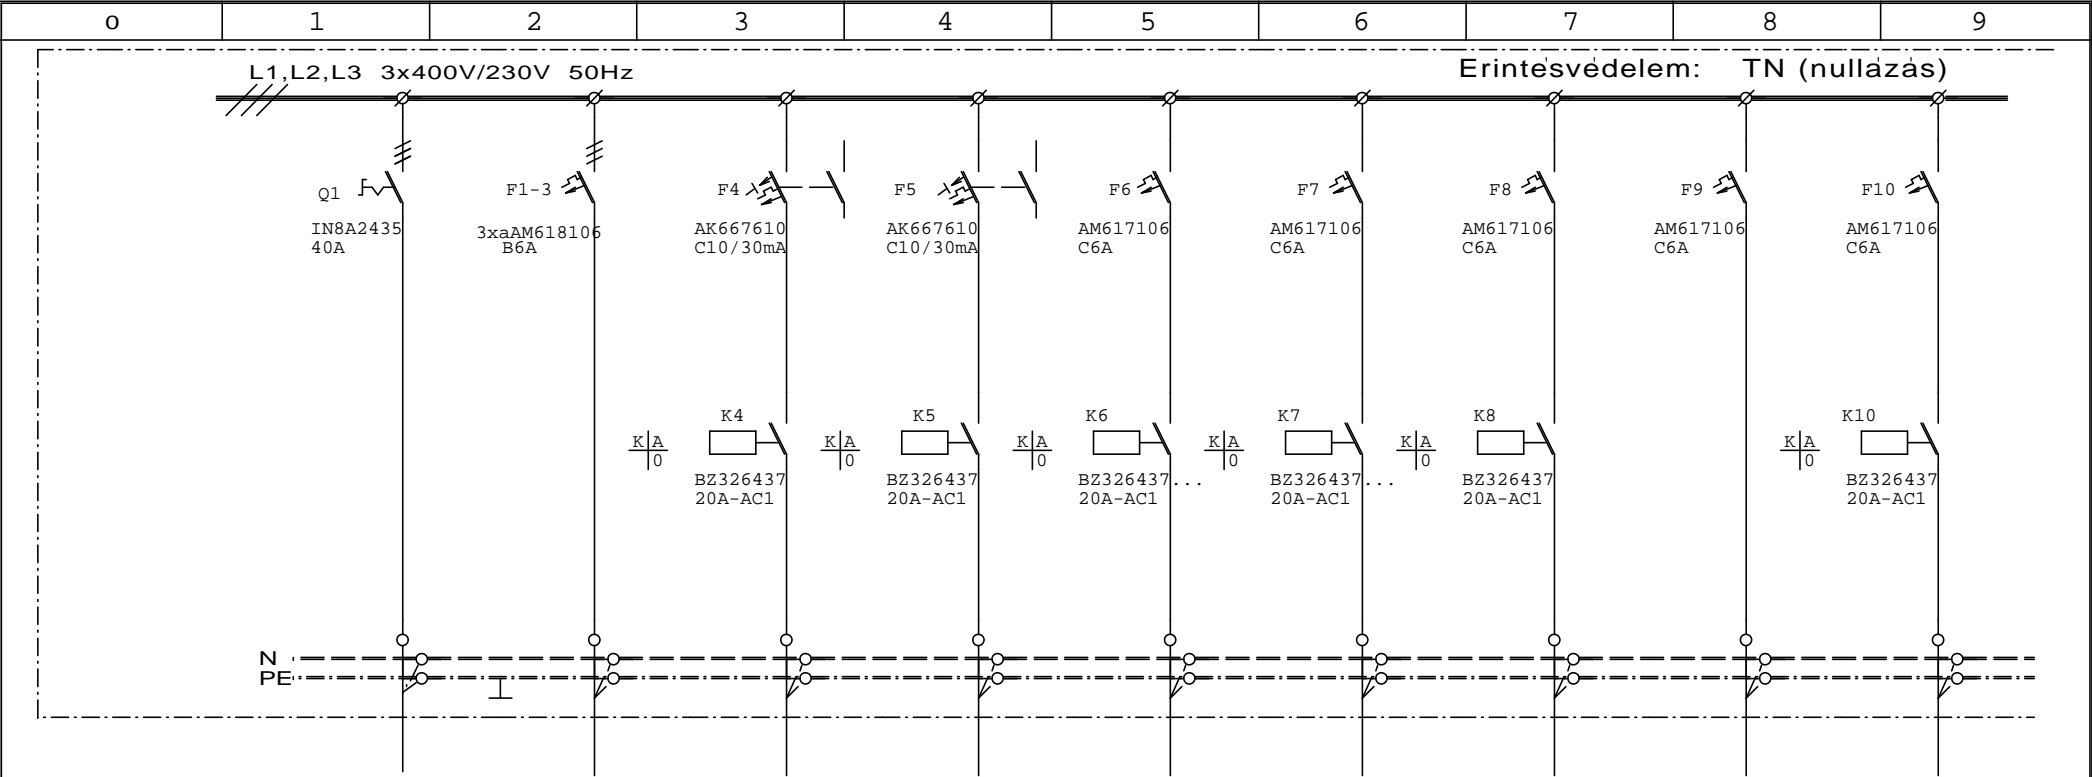 o 1 2 3 4 5 6 7 8 9
L1,L2,L3 3x400V/230V 50Hz
Érintésvédelem: TN (nullázás)
Q1 F1-3 F4 F5 F6 F7 F8 F9 F10
IN8A2435 3xaAM618106 AK667610 AK667610 AM617106 AM617106 AM617106 AM617106 AM617106
40A B6A C10/30mA C10/30mA C6A C6A C6A C6A C6A
K4 K5 K6 K7 K8 K10
K A K A K A K A K A K A
0 0 0 0 0 0
BZ326437 BZ326437 BZ326437... BZ326437... BZ326437 BZ326437
20A-AC1 20A-AC1 20A-AC1 20A-AC1 20A-AC1 20A-AC1
N
PE